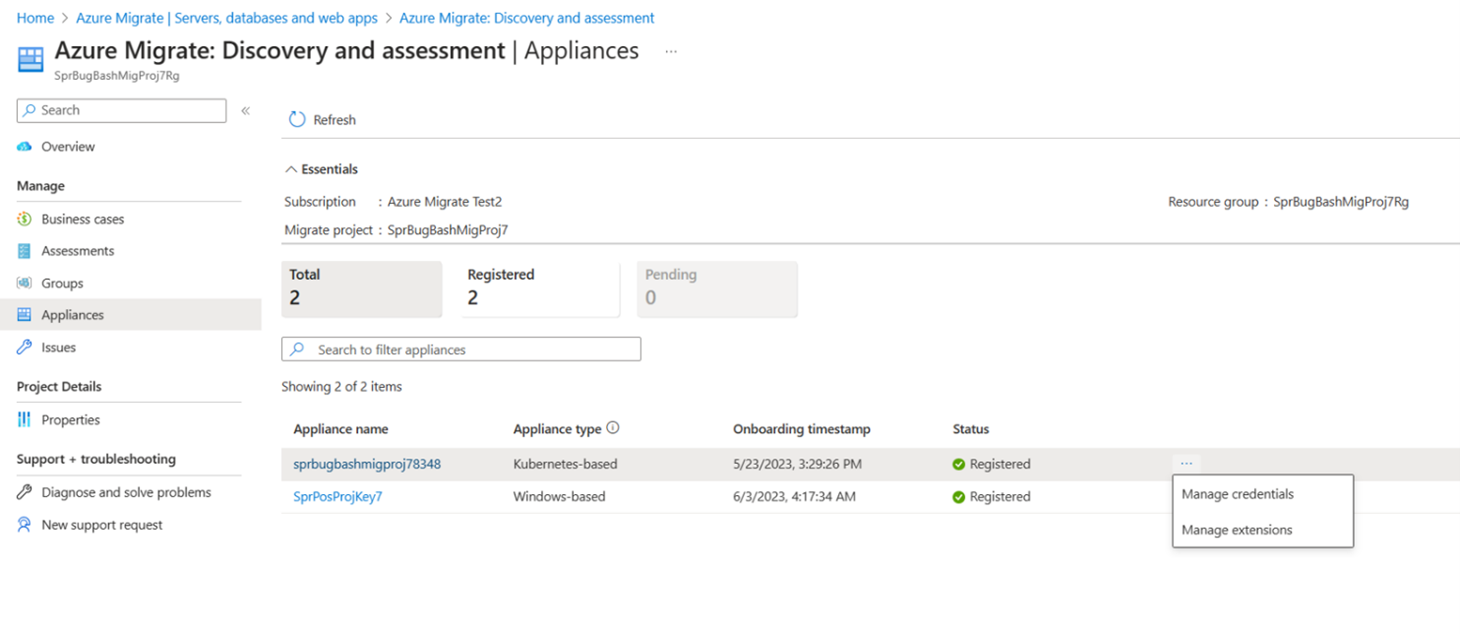 Home > Azure Migrate | Servers, databases and web apps > Azure Migrate: Discovery and assessment
Azure Migrate: Discovery and assessment | Appliances ...
SprBugBashMigProj7Rg
Search «
Overview
Manage
Business cases
Assessments
Groups
Appliances
Issues
Project Details
Properties
Support + troubleshooting
Diagnose and solve problems
New support request
Refresh
Essentials
Subscription : Azure Migrate Test2
Resource group : SprBugBashMigProj7Rg
Migrate project : SprBugBashMigProj7
Total
2
Registered
2
Pending
0
Search to filter appliances
Showing 2 of 2 items
Appliance name Appliance type Onboarding timestamp Status
sprbugbashmigproj78348 Kubernetes-based 5/23/2023, 3:29:26 PM Registered ...
SprPosProjKey7 Windows-based 6/3/2023, 4:17:34 AM Registered
Manage credentials
Manage extensions